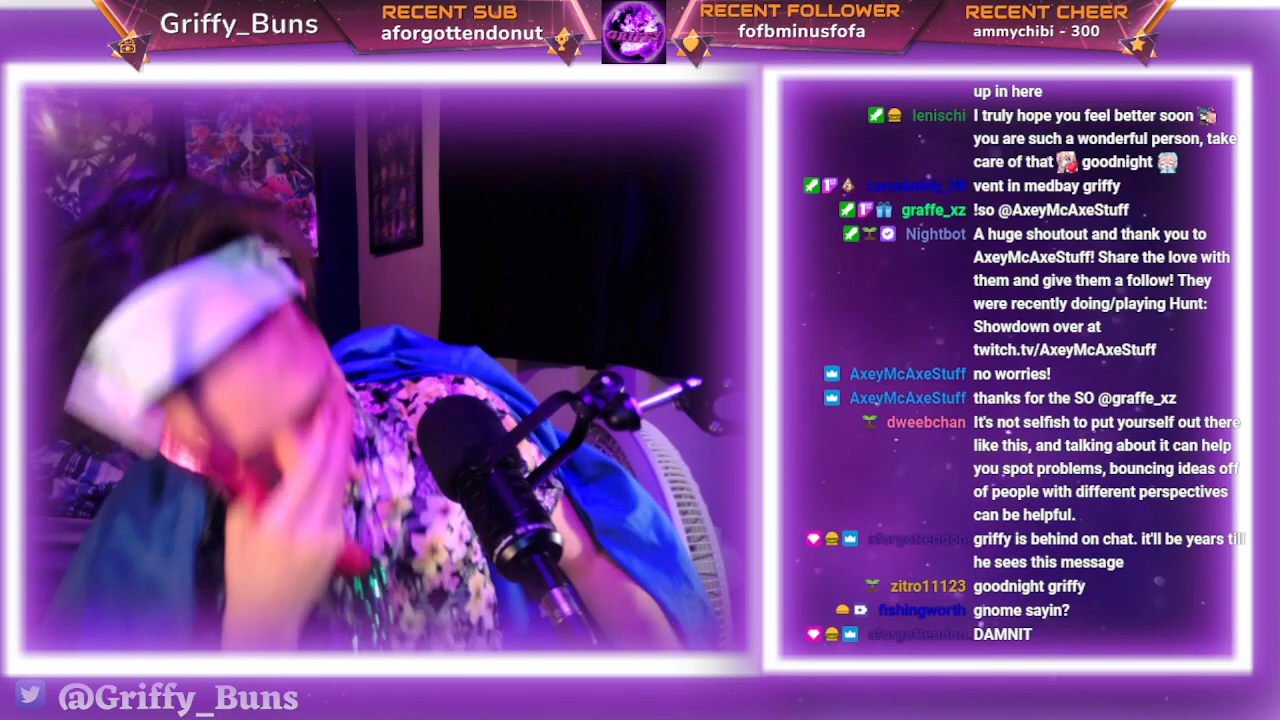 Griffy_Buns
RECENT SUB
aforgottendonut
GRIFFS
RECENT FOLLOWER
fofbminusfofa
RECENT CHEER
ammychibi - 300
up in here
lenischi I truly hope you feel better soon
you are such a wonderful person, take
care of that goodnight
vent in medbay griffy
graffe_xz !so @AxeyMcAxeStuff
Nightbot A huge shoutout and thank you to
AxeyMcAxeStuff! Share the love with
them and give them a follow! They
were recently doing/playing Hunt:
Showdown over at
twitch.tv/AxeyMcAxeStuff
AxeyMcAxeStuff no worries!
AxeyMcAxeStuff thanks for the SO @graffe_xz
dweebchan It's not selfish to put yourself out there
like this, and talking about it can help
you spot problems, bouncing ideas off
of people with different perspectives
can be helpful.
aforgottendon griffy is behind on chat. it'll be years till
he sees this message
zitro11123 goodnight griffy
fishingworth gnome sayin?
aforgottendon DAMNIT
@Griffy_Buns